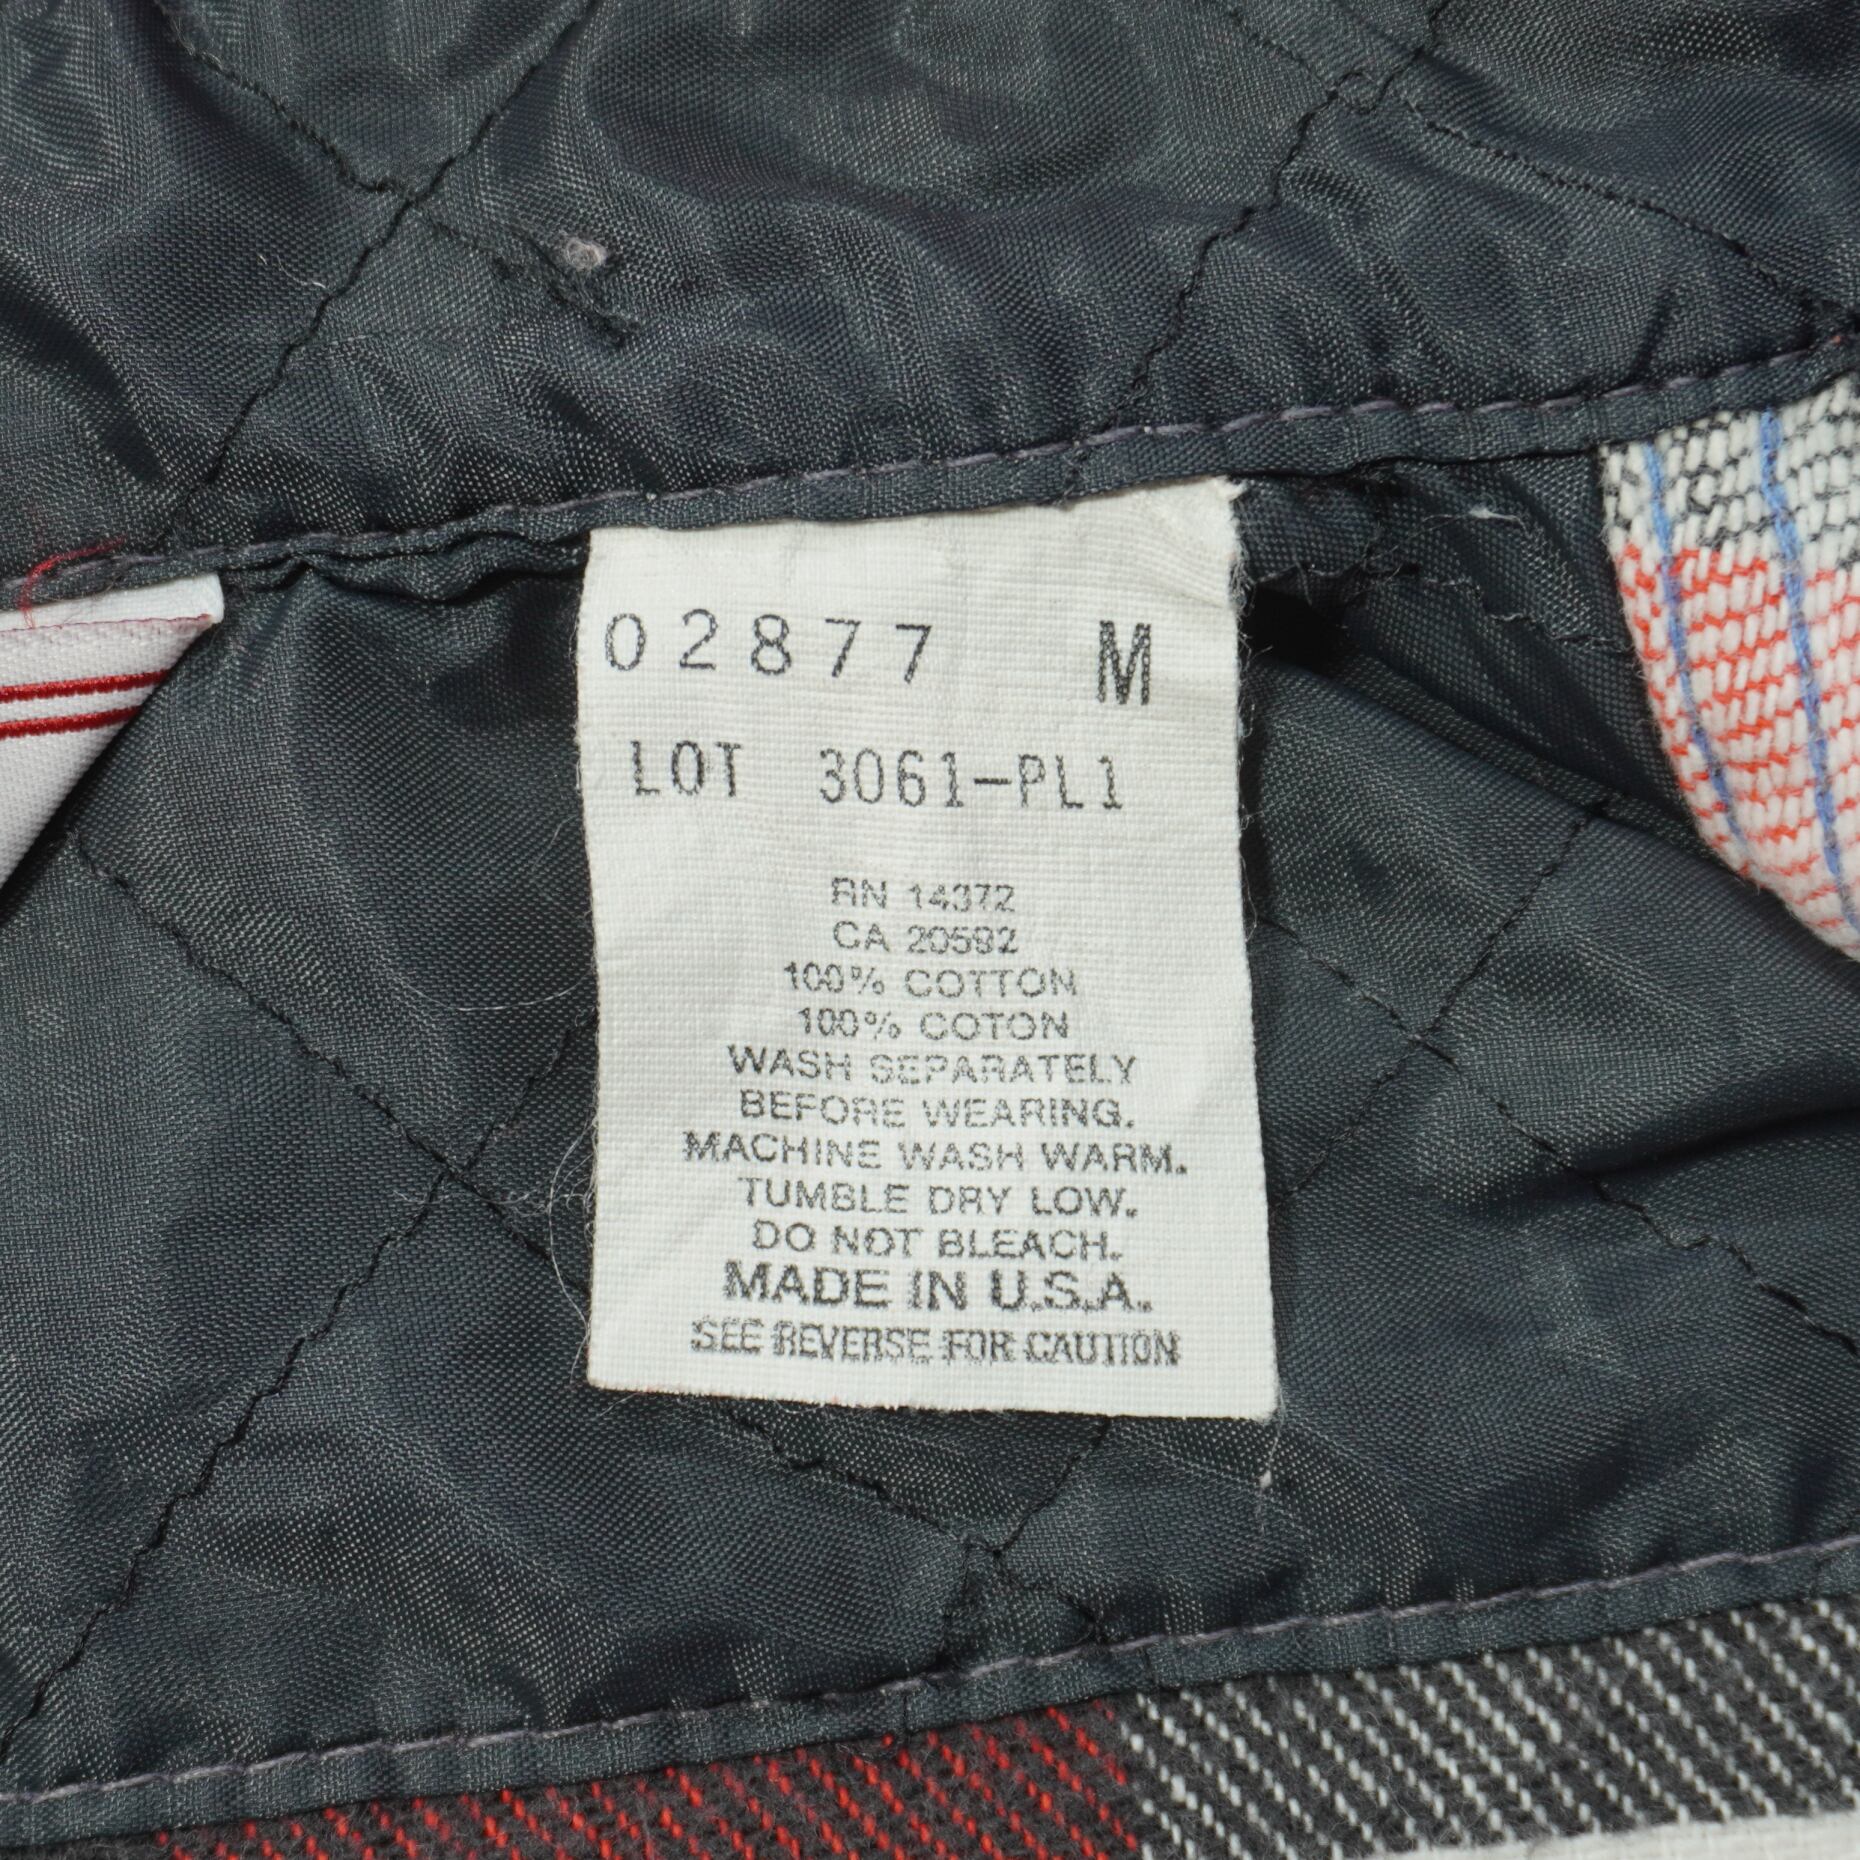 02877 M
LOT 3061-PL1
RN 14372
CA 20592
100% COTTON
100% COTON
WASH SEPARATELY
BEFORE WEARING.
MACHINE WASH WARM.
TUMBLE DRY LOW.
DO NOT BLEACH.
MADE IN U.S.A.
SEE REVERSE FOR CAUTION